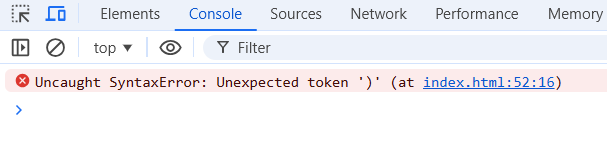 Elements Console Sources Network Performance Memory
top Filter
Uncaught SyntaxError: Unexpected token ')' (at index.html:52:16)